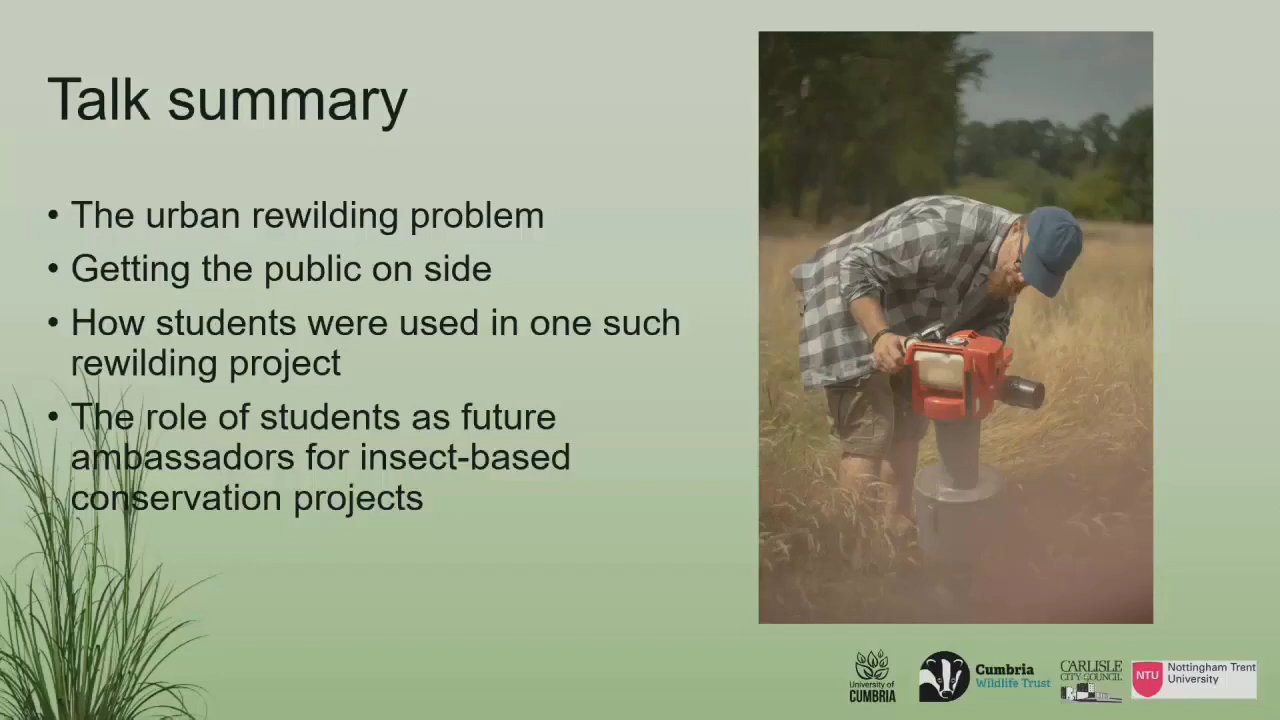 Talk summary
• The urban rewilding problem
• Getting the public on side
• How students were used in one such
rewilding project
• The role of students as future
ambassadors for insect-based
conservation projects
University of
CUMBRIA
Cumbria
Wildlife Trust
CARLISLE
CITY COUNCIL
NTU
Nottingham Trent
University